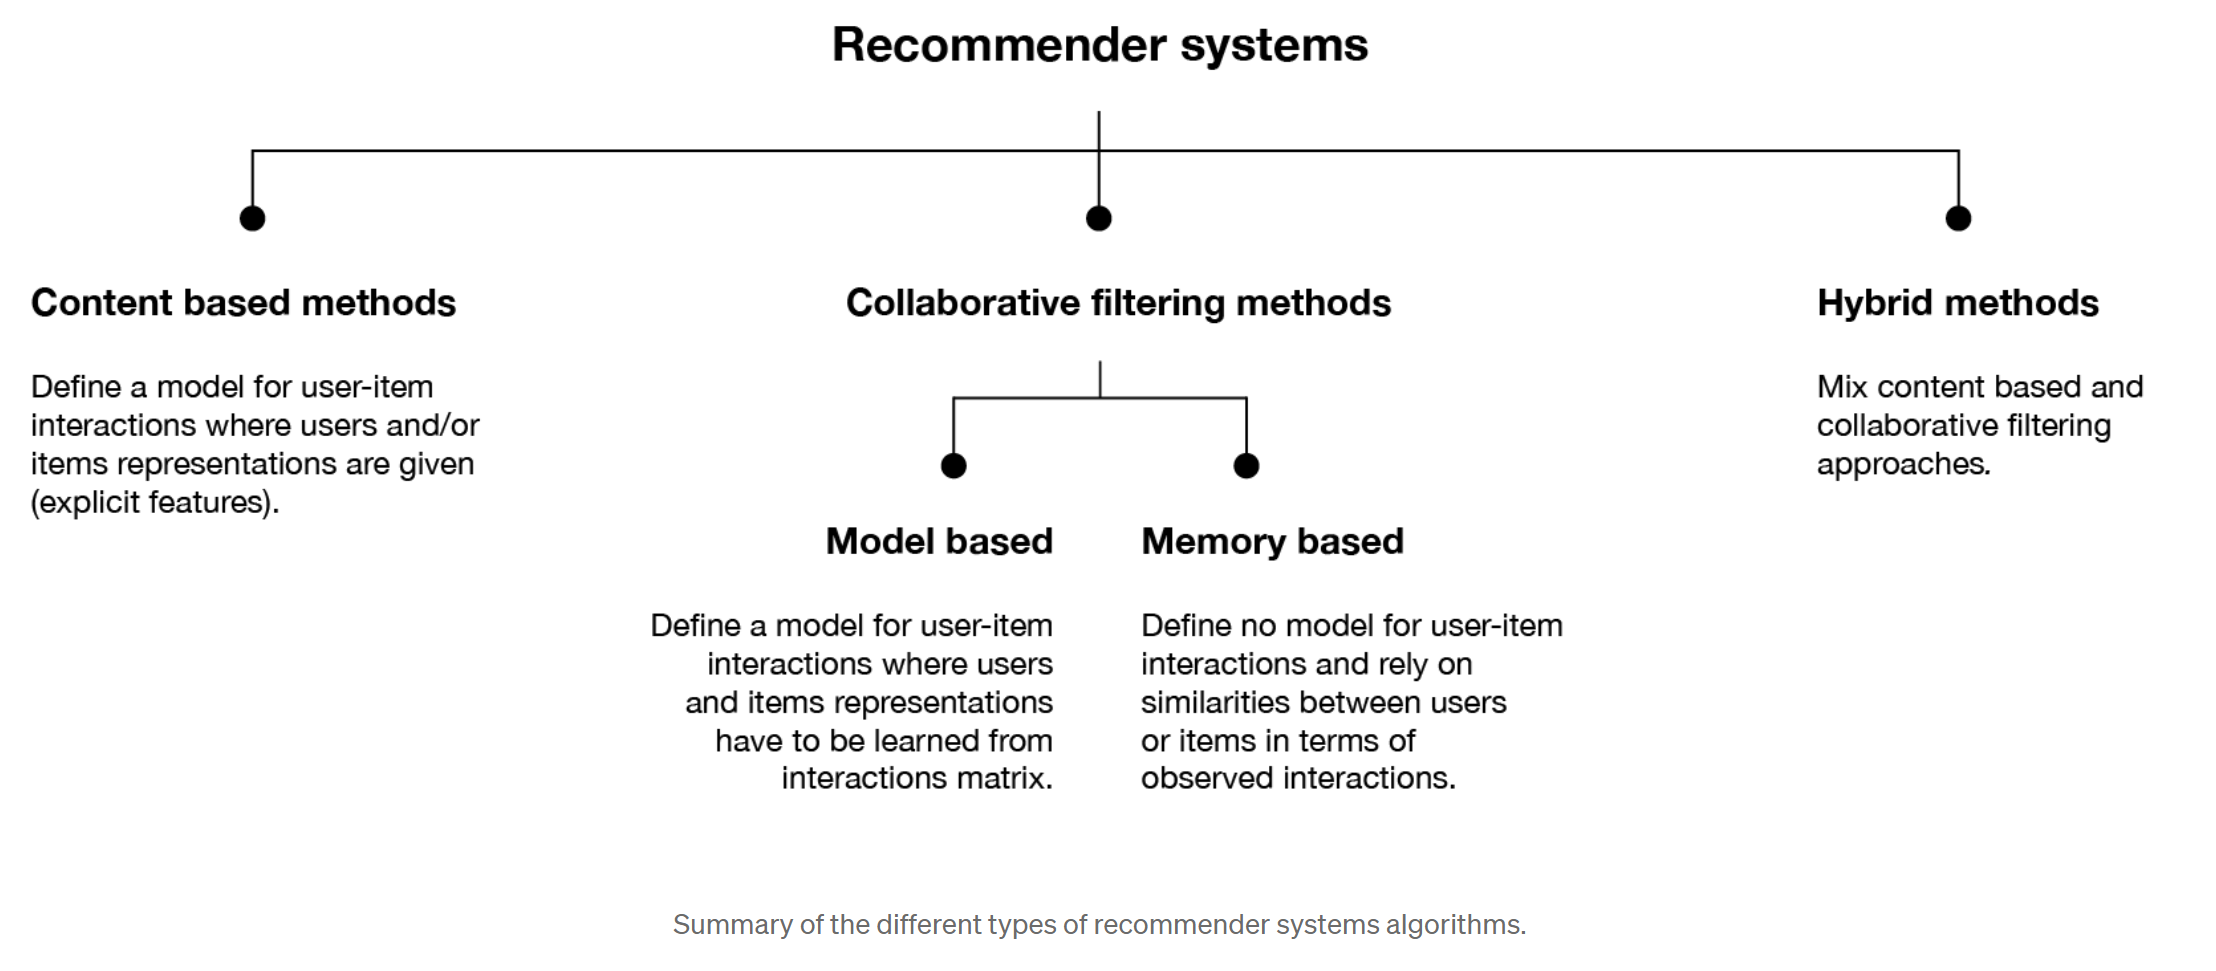 Recommender systems
Content based methods
Define a model for user-item
interactions where users and/or
items representations are given
(explicit features).
Collaborative filtering methods
Model based
Define a model for user-item
interactions where users
and items representations
have to be learned from
interactions matrix.
Memory based
Define no model for user-item
interactions and rely on
similarities between users
or items in terms of
observed interactions.
Hybrid methods
Mix content based and
collaborative filtering
approaches.
Summary of the different types of recommender systems algorithms.